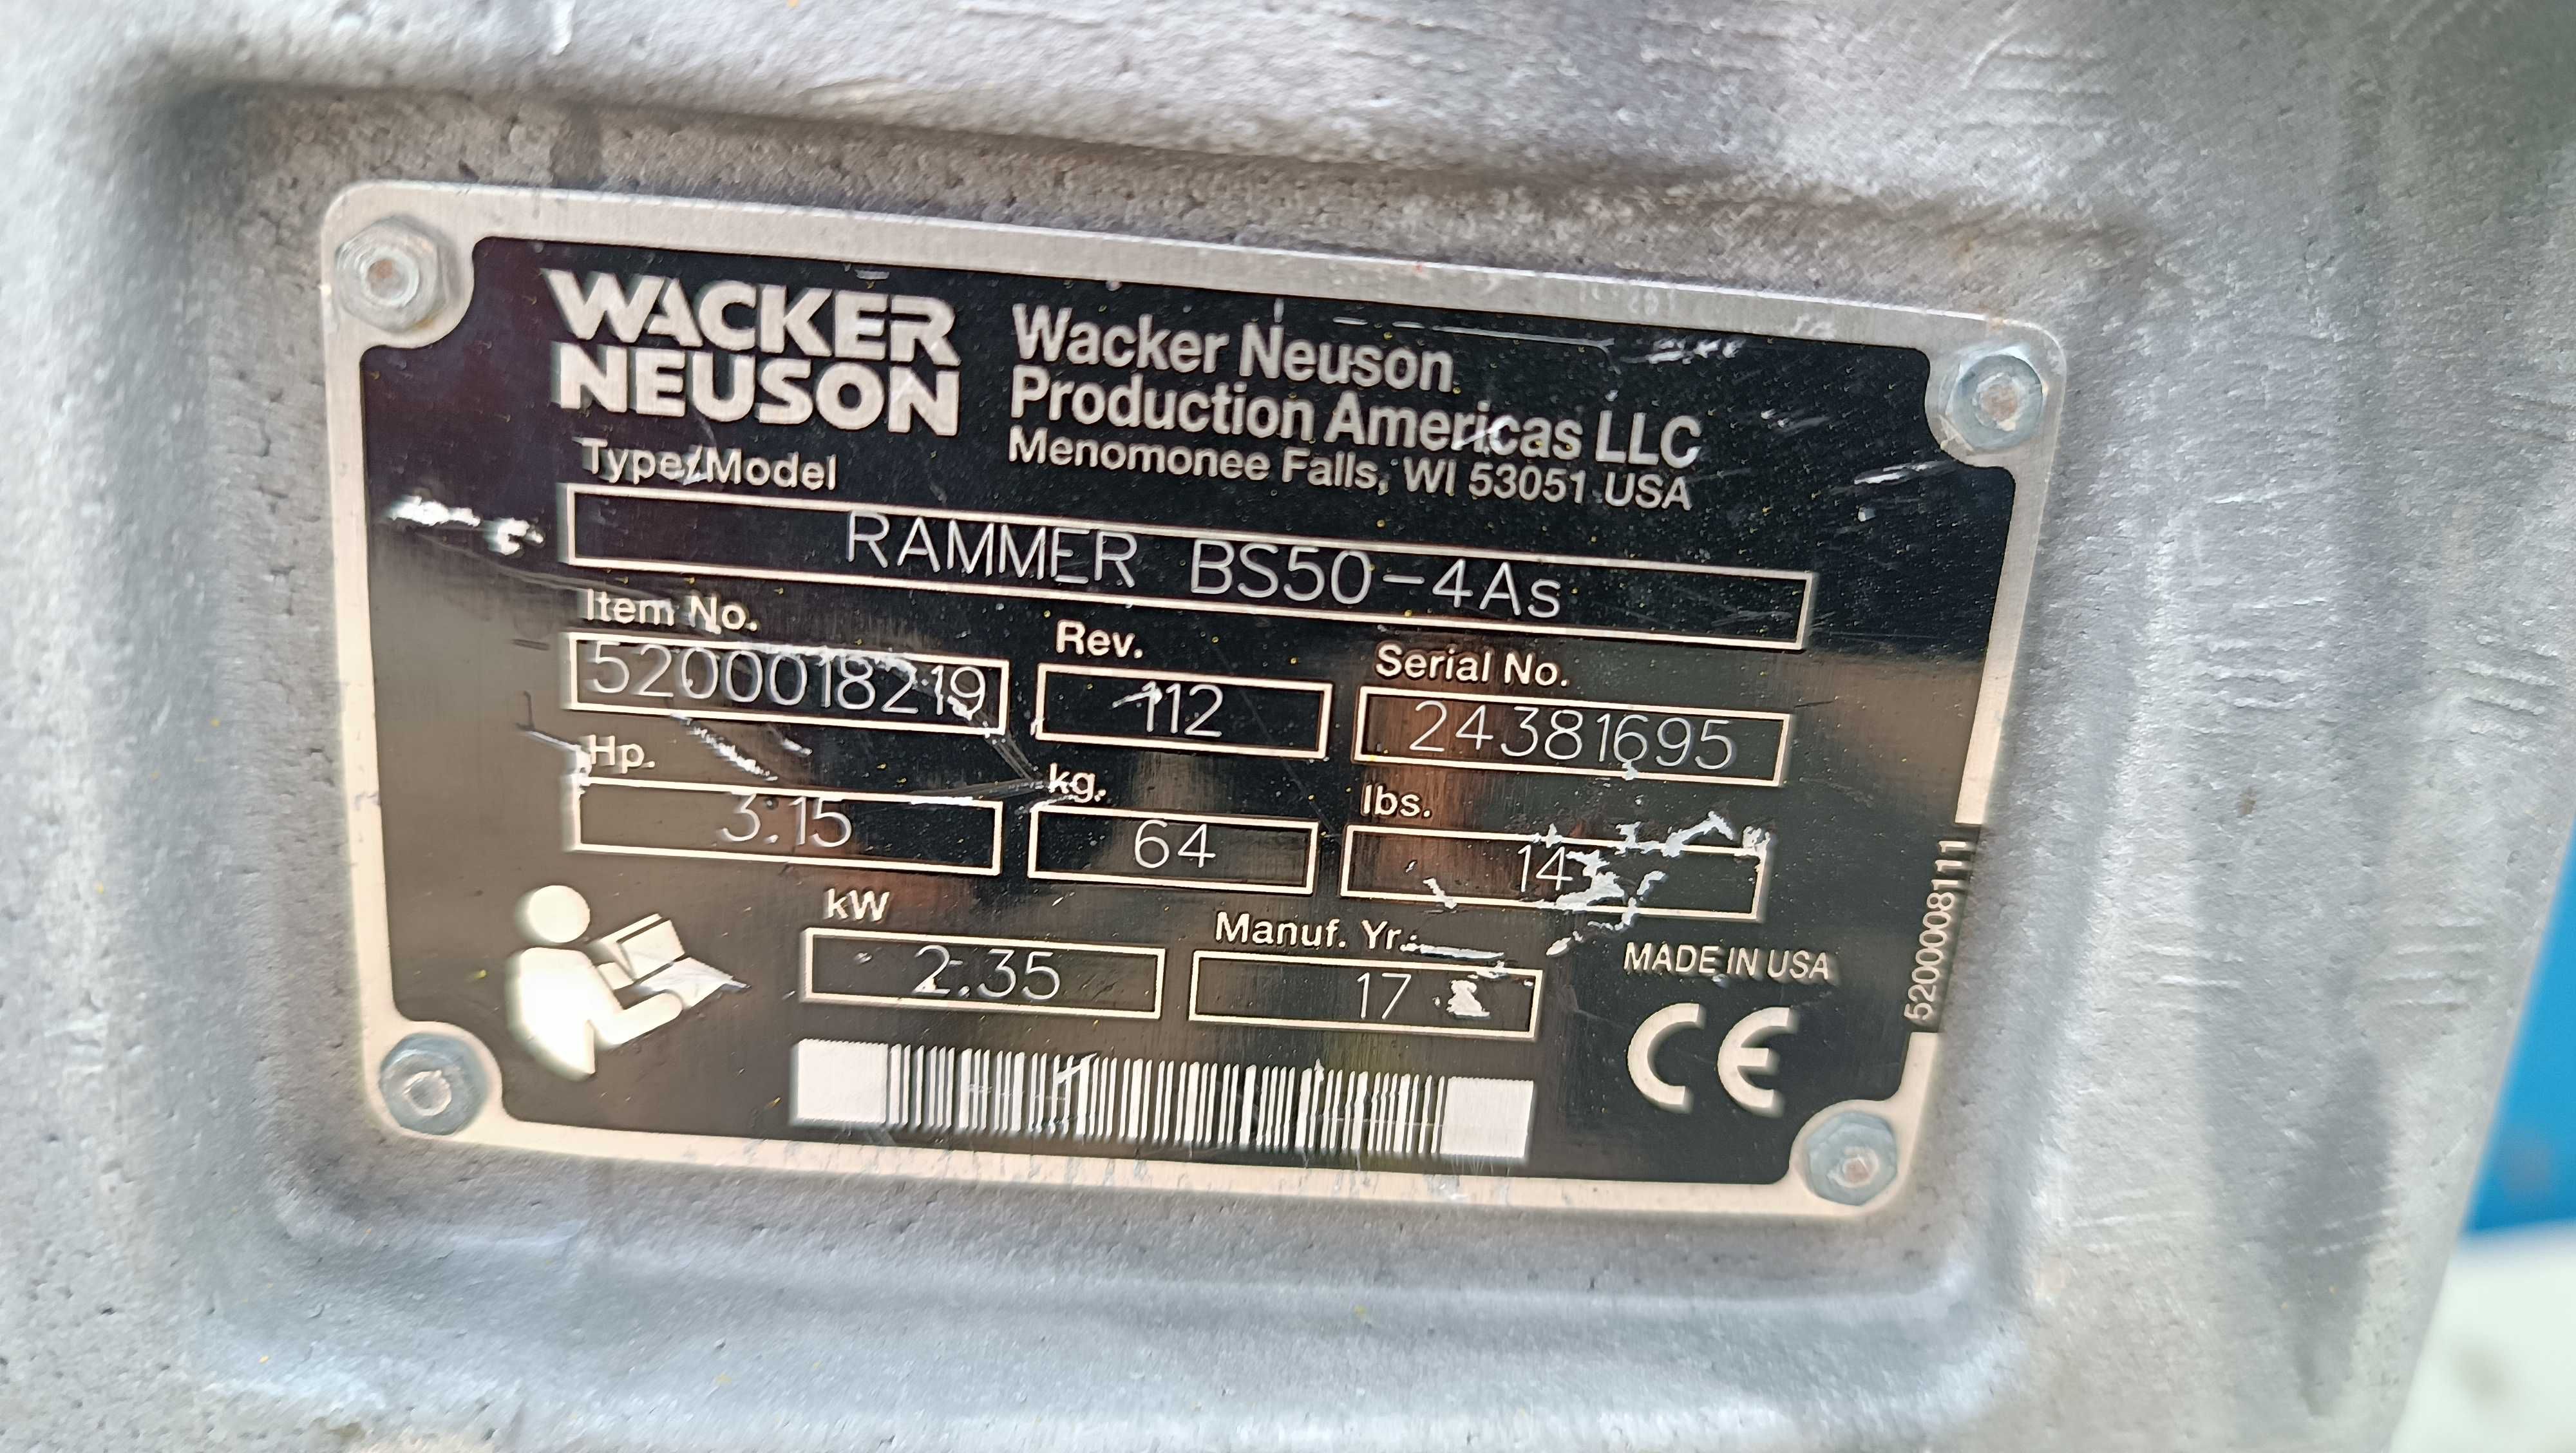 WACKER
NEUSON
Wacker Neuson
Production Americas LLC
Menomonee Falls, WI 53051 USA
Type/Model
RAMMER BS50-4As
Item No.
Rev.
Serial No.
5200018219
112
24381695
Hp.
kg.
lbs.
3.15
64
kW
Manuf. Yr.:
2.35
17
MADE IN USA
CE
5200008111